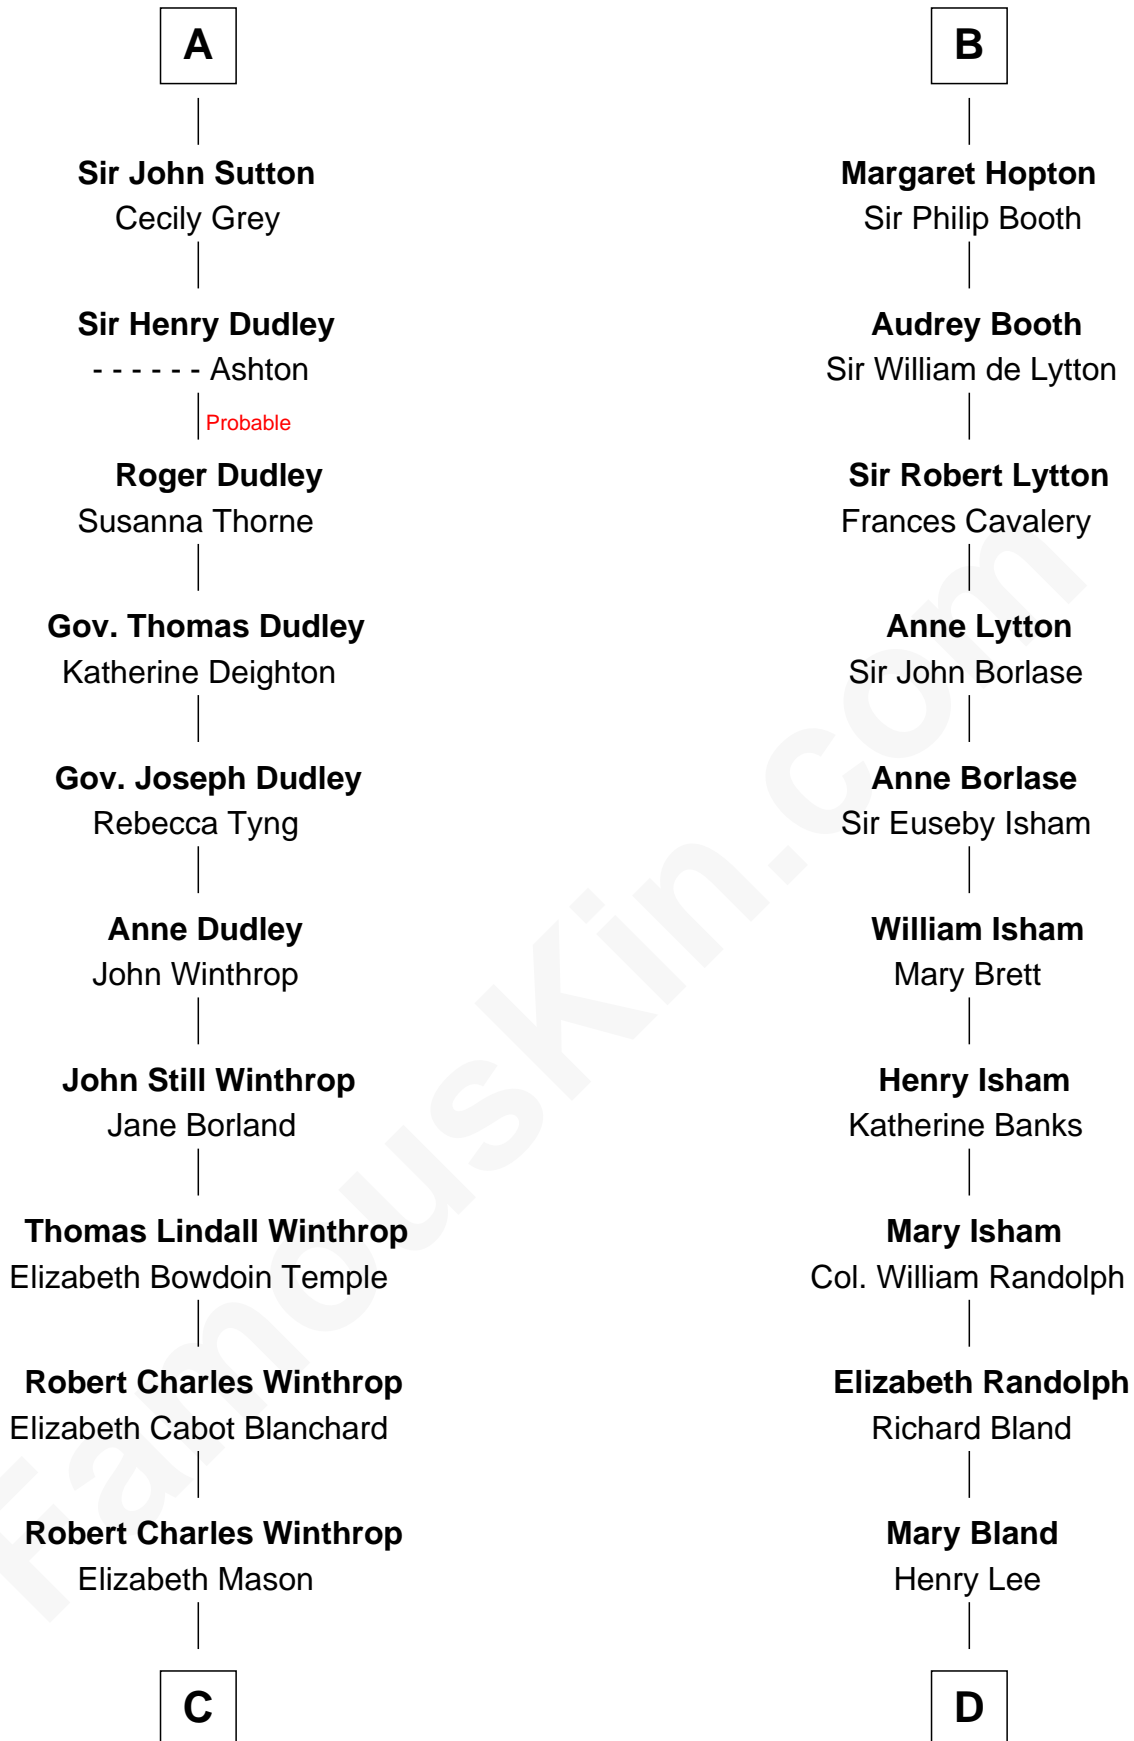 A
Sir John Sutton
Cecily Grey
Sir Henry Dudley
- - - - - - Ashton
Probable
Roger Dudley
Susanna Thorne
Gov. Thomas Dudley
Katherine Deighton
Gov. Joseph Dudley
Rebecca Tyng
Anne Dudley
John Winthrop
John Still Winthrop
Jane Borland
Thomas Lindall Winthrop
Elizabeth Bowdoin Temple
Robert Charles Winthrop
Elizabeth Cabot Blanchard
Robert Charles Winthrop
Elizabeth Mason
C
B
Margaret Hopton
Sir Philip Booth
Audrey Booth
Sir William de Lytton
Sir Robert Lytton
Frances Cavalery
Anne Lytton
Sir John Borlase
Anne Borlase
Sir Euseby Isham
William Isham
Mary Brett
Henry Isham
Katherine Banks
Mary Isham
Col. William Randolph
Elizabeth Randolph
Richard Bland
Mary Bland
Henry Lee
D
FamousKin.com